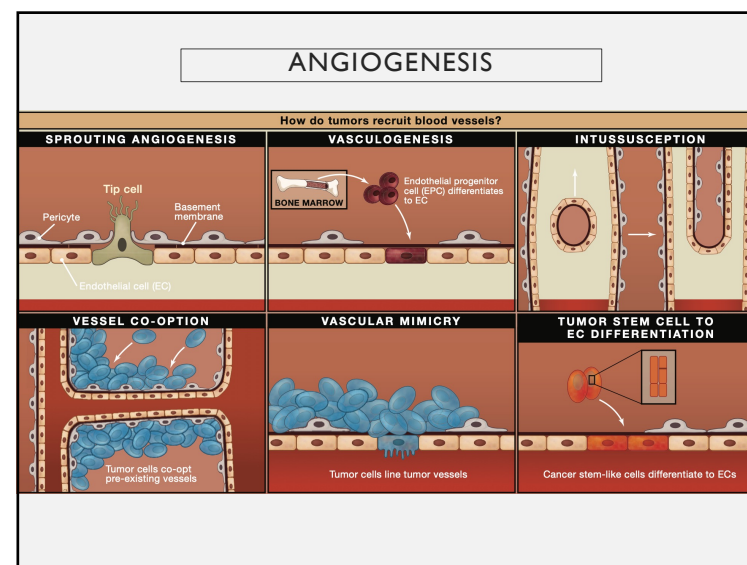 ANGIOGENESIS
How do tumors recruit blood vessels?
SPROUTING ANGIOGENESIS
Tip cell
Pericyte
Basement
membrane
Endothelial cell (EC)
VASCULOGENESIS
BONE MARROW
Endothelial progenitor
cell (EPC) differentiates
to EC
INTUSSUSCEPTION
VESSEL CO-OPTION
Tumor cells co-opt
pre-existing vessels
VASCULAR MIMICRY
Tumor cells line tumor vessels
TUMOR STEM CELL TO
EC DIFFERENTIATION
Cancer stem-like cells differentiate to ECs